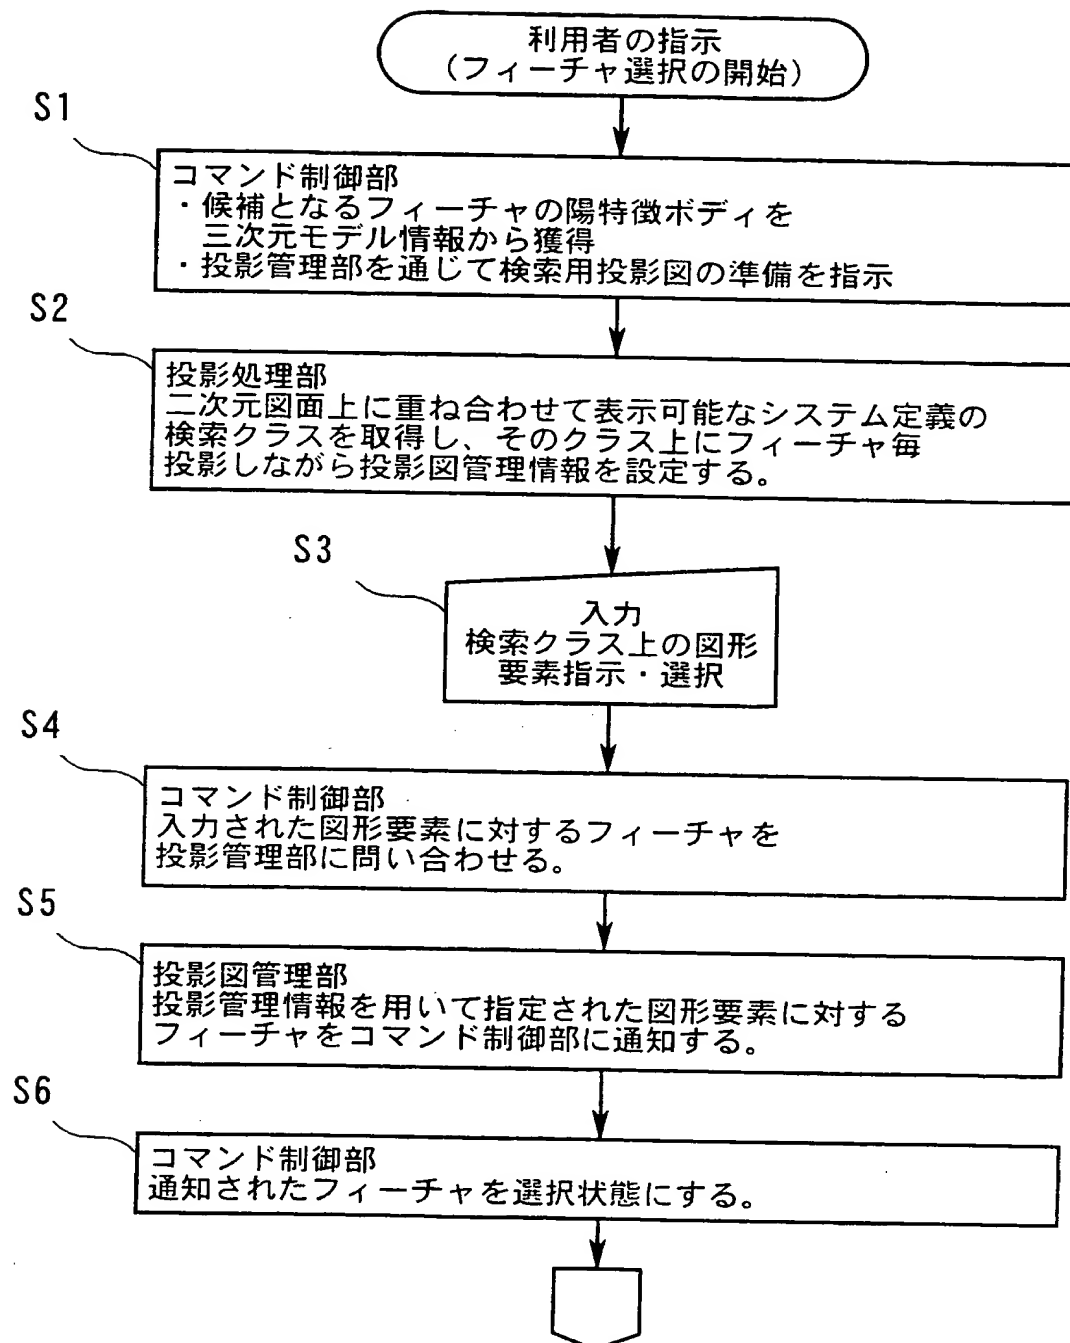 利用者の指示
（フィーチャ選択の開始）
S1
コマンド制御部
・候補となるフィーチャの陽特徴ボディを
三次元モデル情報から獲得
・投影管理部を通じて検索用投影図の準備を指示
S2
投影処理部
二次元図面上に重ね合わせて表示可能なシステム定義の
検索クラスを取得し、そのクラス上にフィーチャ毎
投影しながら投影図管理情報を設定する。
S3
入力
検索クラス上の図形
要素指示・選択
S4
コマンド制御部
入力された図形要素に対するフィーチャを
投影管理部に問い合わせる。
S5
投影図管理部
投影管理情報を用いて指定された図形要素に対する
フィーチャをコマンド制御部に通知する。
S6
コマンド制御部
通知されたフィーチャを選択状態にする。